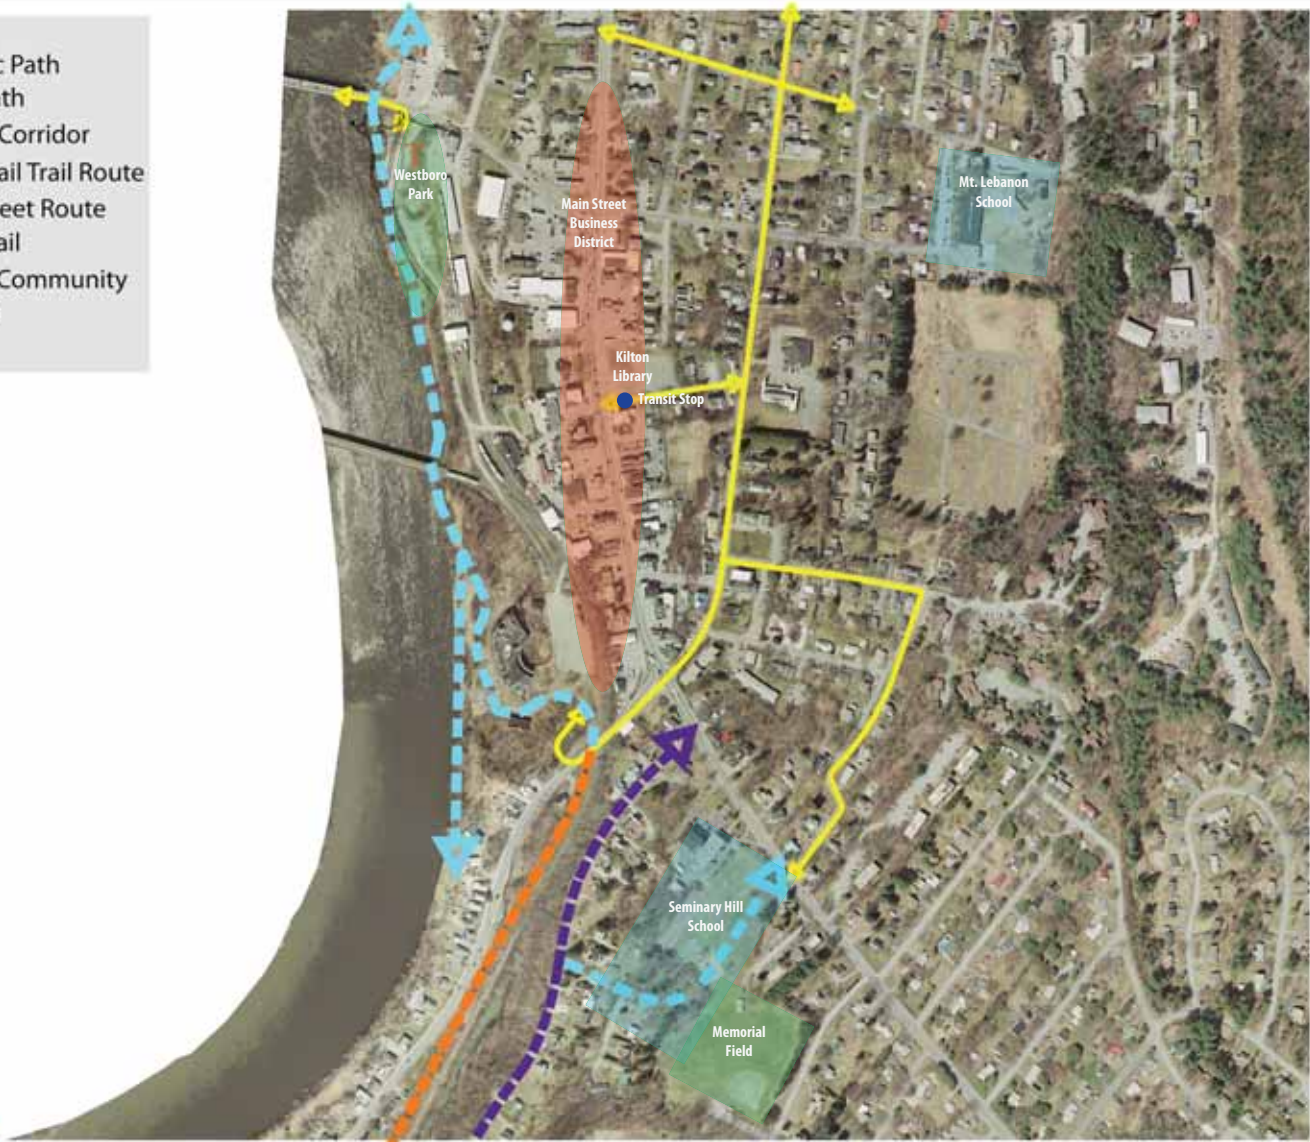 c Path
th
Corridor
ail Trail Route
eet Route
ail
Community
Westboro
Park
Main Street
Business
District
Mt. Lebanon
School
Kilton
Library
Transit Stop
Seminary Hill
School
Memorial
Field